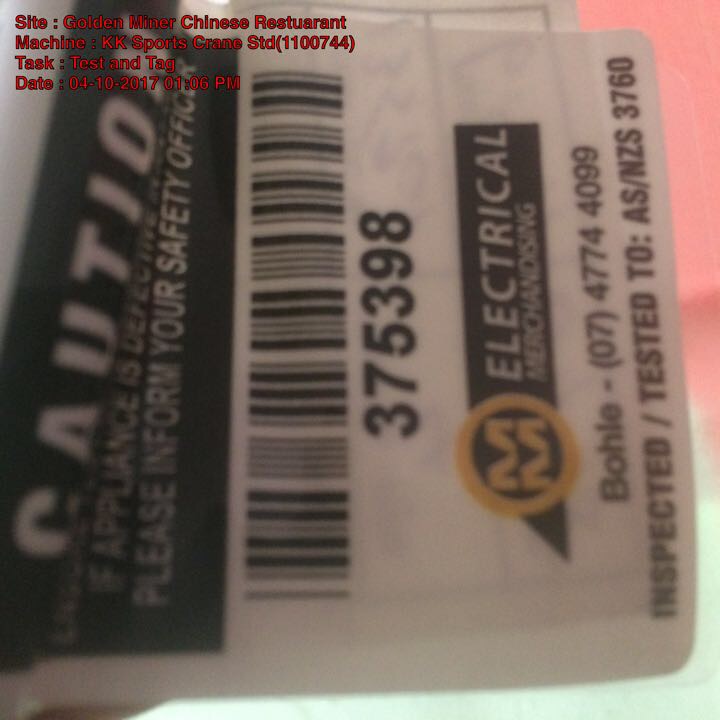 Site : Golden Miner Chinese Restuarant
Machine : KK Sports Crane Std(1100744)
Task : Test and Tag
Date : 04-10-2017 01:06 PM
CAUTION
IF APPLIANCE IS DEFECTIVE
PLEASE INFORM YOUR SAFETY OFFICER
375398
MM ELECTRICAL
MERCHANDISING
Bohle - (07) 4774 4099
INSPECTED / TESTED TO: AS/NZS 3760